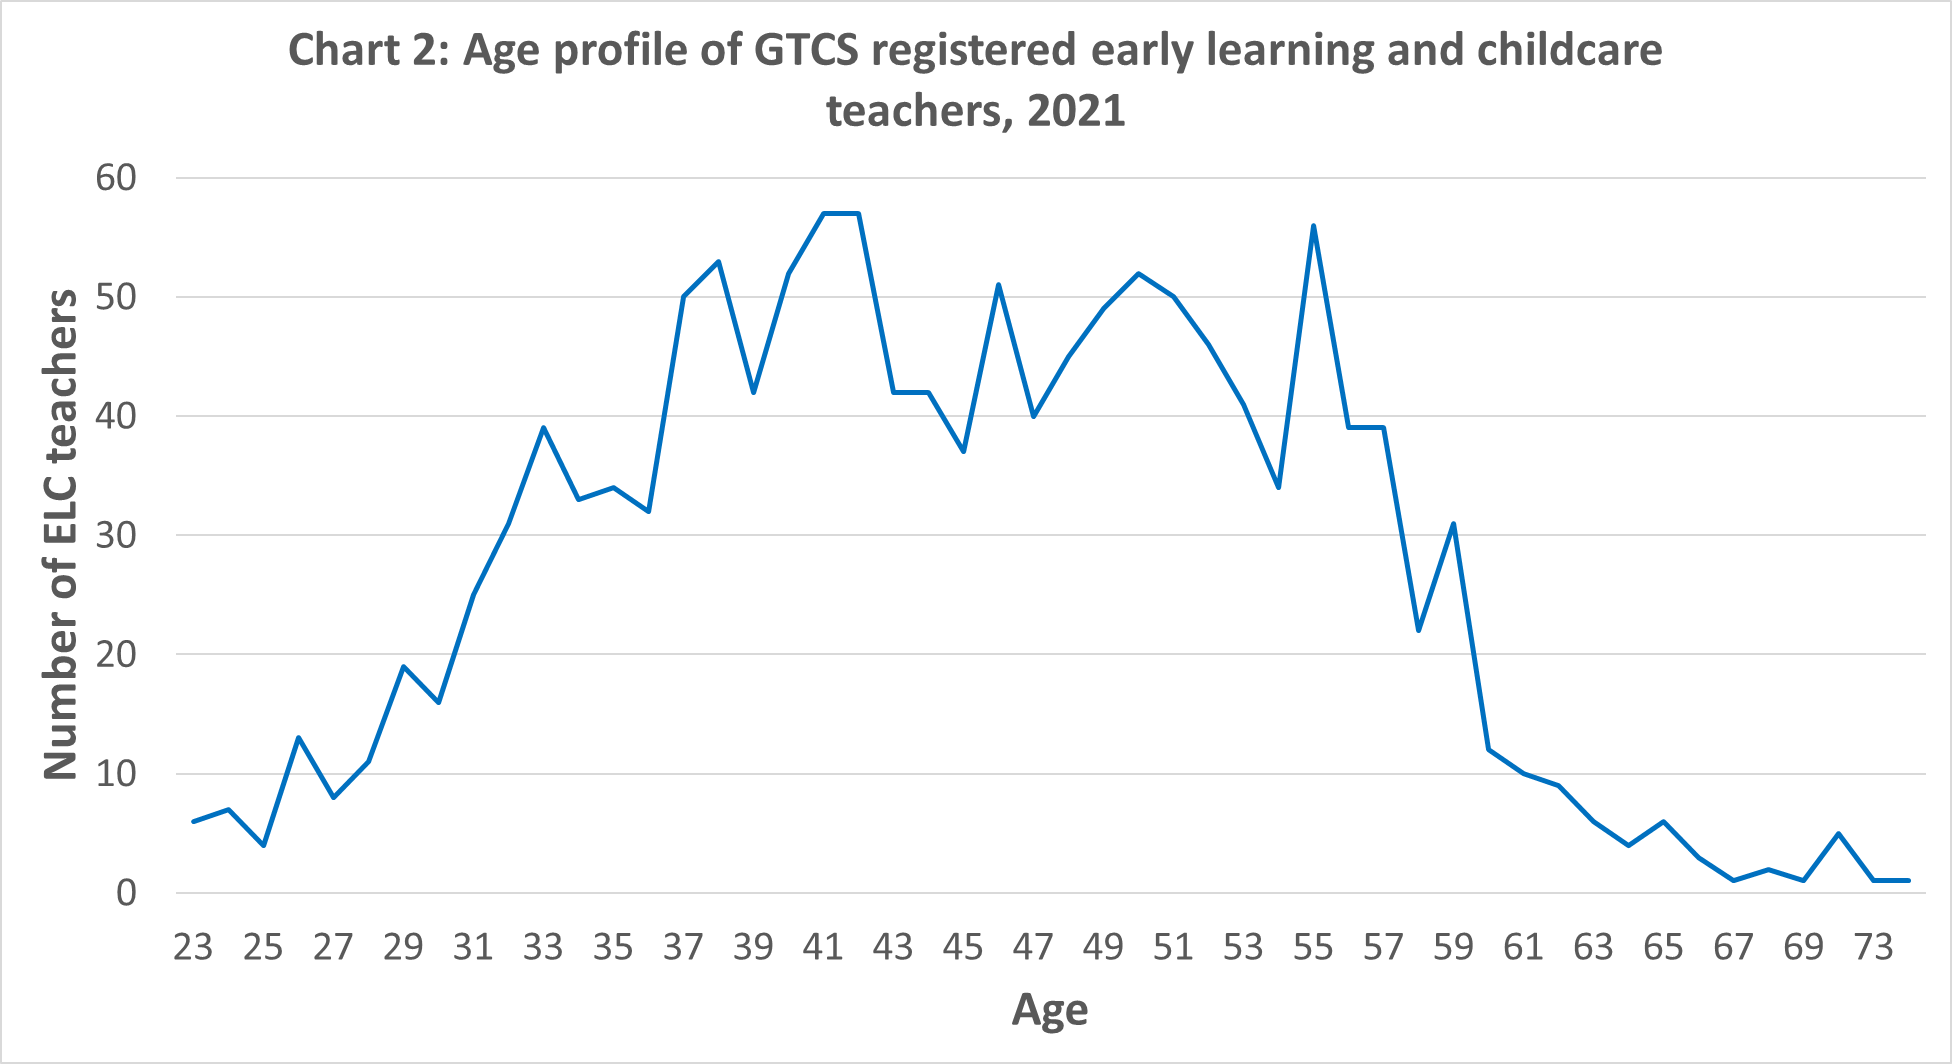 Chart 2: Age profile of GTCS registered early learning and childcare
teachers, 2021
Number of ELC teachers
60
50
40
30
20
10
0
23 25 27 29 31 33 35 37 39 41 43 45 47 49 51 53 55 57 59 61 63 65 67 69 73
Age